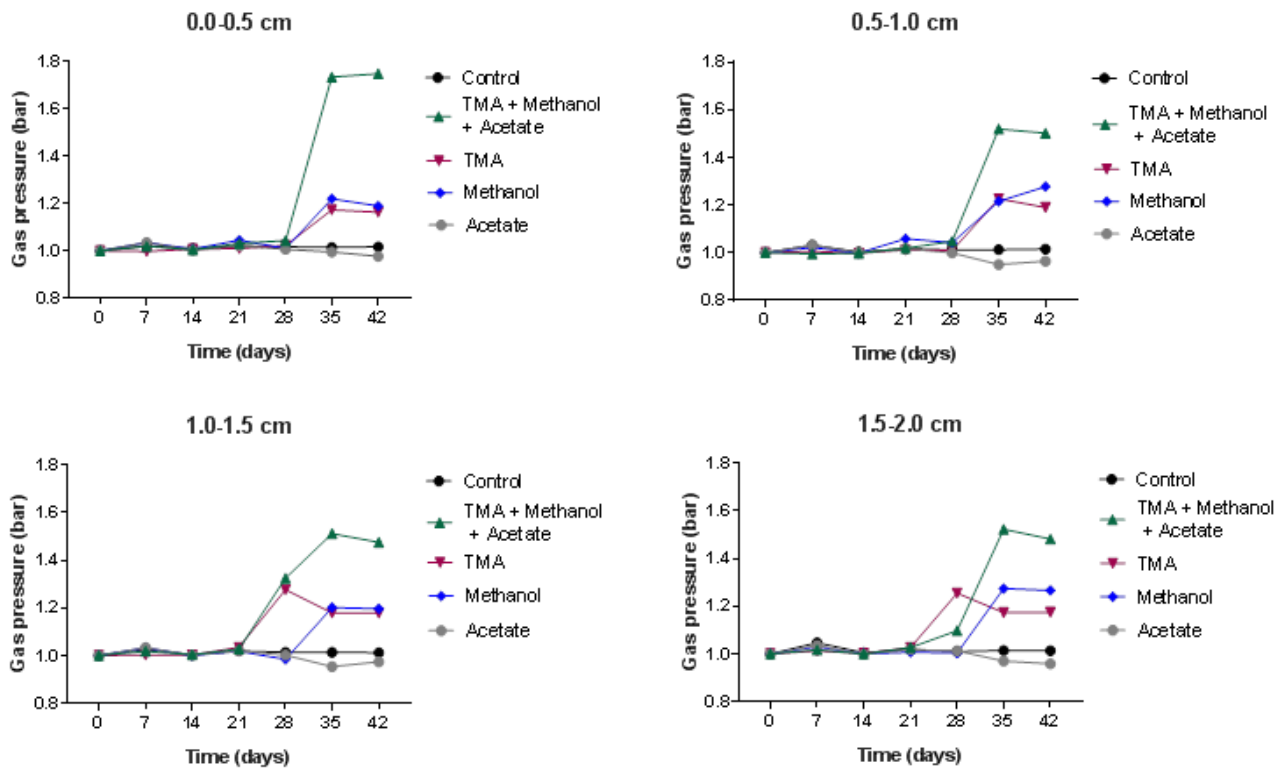 0.0-0.5 cm
Gas pressure (bar)
1.8
1.6
1.4
1.2
1.0
0.8
0 7 14 21 28 35 42
Time (days)
Control
TMA + Methanol
+ Acetate
TMA
Methanol
Acetate
0.5-1.0 cm
Gas pressure (bar)
1.8
1.6
1.4
1.2
1.0
0.8
0 7 14 21 28 35 42
Time (days)
Control
TMA + Methanol
+ Acetate
TMA
Methanol
Acetate
1.0-1.5 cm
Gas pressure (bar)
1.8
1.6
1.4
1.2
1.0
0.8
0 7 14 21 28 35 42
Time (days)
Control
TMA + Methanol
+ Acetate
TMA
Methanol
Acetate
1.5-2.0 cm
Gas pressure (bar)
1.8
1.6
1.4
1.2
1.0
0.8
0 7 14 21 28 35 42
Time (days)
Control
TMA + Methanol
+ Acetate
TMA
Methanol
Acetate